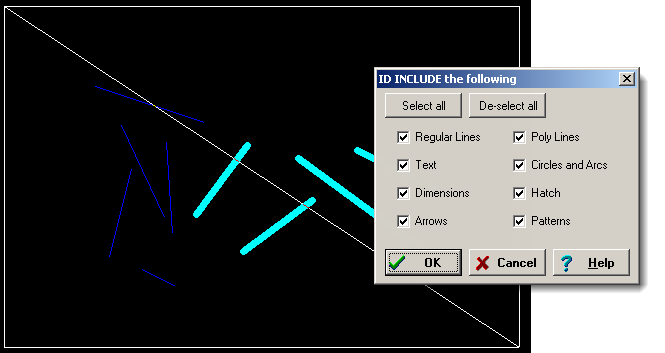 ID INCLUDE the following
Select all De-select all
Regular Lines Poly Lines
Text Circles and Arcs
Dimensions Hatch
Arrows Patterns
OK Cancel Help